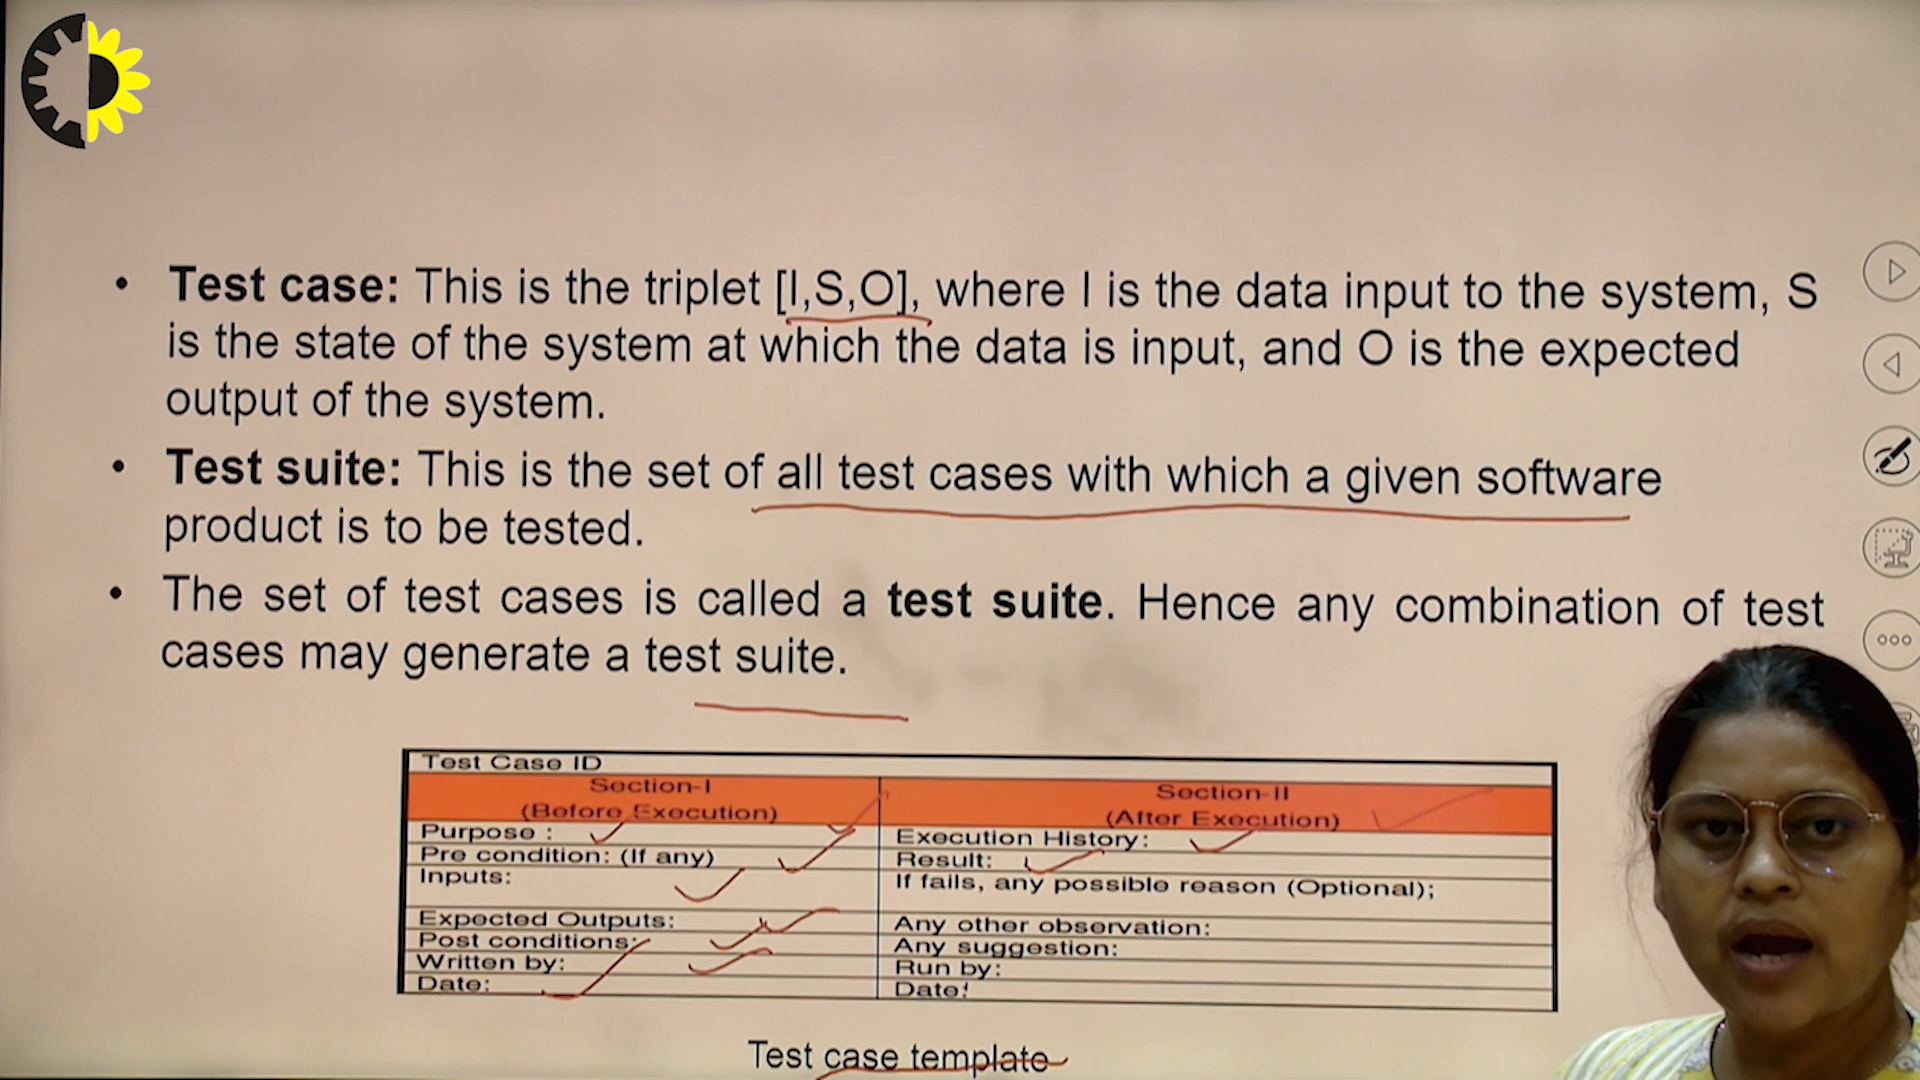 • Test case: This is the triplet [I,S,O], where I is the data input to the system, S
is the state of the system at which the data is input, and O is the expected
output of the system.
• Test suite: This is the set of all test cases with which a given software
product is to be tested.
• The set of test cases is called a test suite. Hence any combination of test
cases may generate a test suite.
Test Case ID
Section-I
(Before Execution)
Section-II
(After Execution)
Purpose :
Execution History:
Pre condition: (If any)
Result:
Inputs:
If fails, any possible reason (Optional);
Expected Outputs:
Any other observation:
Post conditions:
Any suggestion:
Written by:
Run by:
Date:
Date:
Test case template